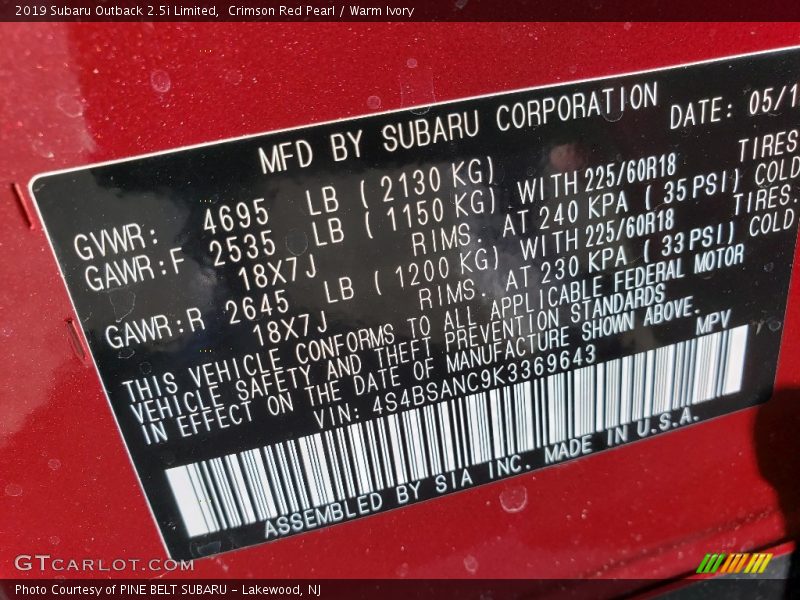 2019 Subaru Outback 2.5i Limited,  Crimson Red Pearl / Warm Ivory
MFD BY SUBARU CORPORATION DATE: 05/1
GVWR: 4695 LB (2130 KG)
GAWR:F 2535 LB (1150 KG) WITH 225/60R18 TIRES
18X7J RIMS. AT 240 KPA (35 PSI) COLD
GAWR:R 2645 LB (1200 KG) WITH 225/60R18 TIRES.
18X7J RIMS. AT 230 KPA (33 PSI) COLD
THIS VEHICLE CONFORMS TO ALL APPLICABLE FEDERAL MOTOR
VEHICLE SAFETY AND THEFT PREVENTION STANDARDS
IN EFFECT ON THE DATE OF MANUFACTURE SHOWN ABOVE.
VIN: 4S4BSANC9K3369643 MPV
ASSEMBLED BY SIA INC. MADE IN U.S.A.
GTCARLOT.COM
Photo Courtesy of PINE BELT SUBARU - Lakewood, NJ